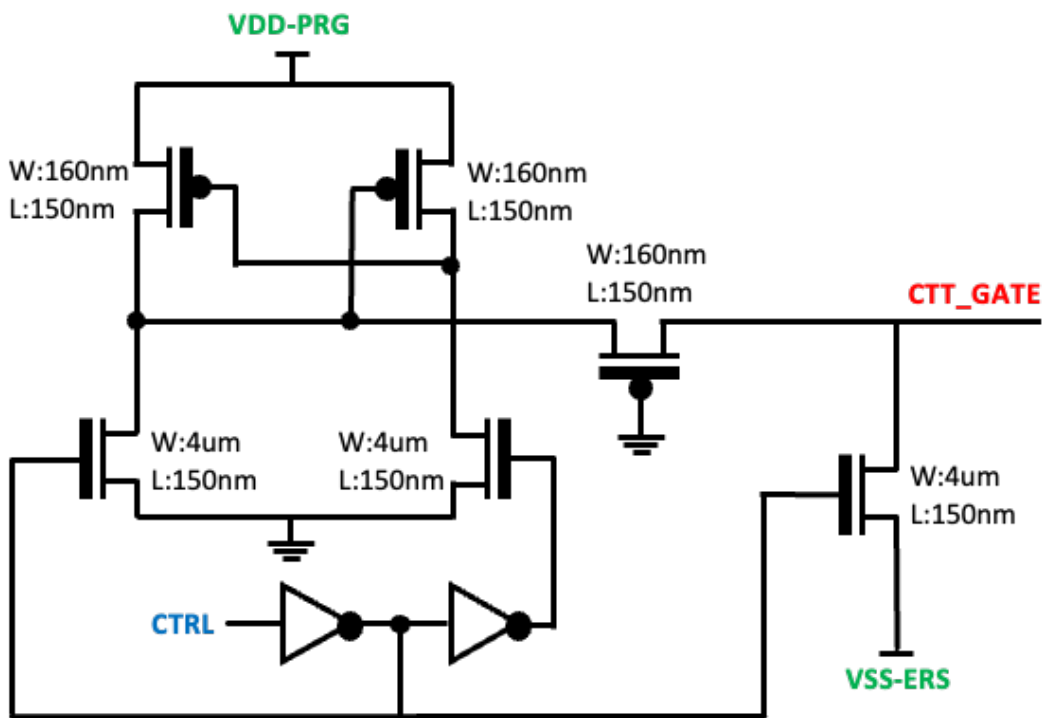 VDD-PRG
W:160nm
L:150nm
W:160nm
L:150nm
W:160nm
L:150nm
CTT_GATE
W:4um
L:150nm
W:4um
L:150nm
W:4um
L:150nm
CTRL
VSS-ERS